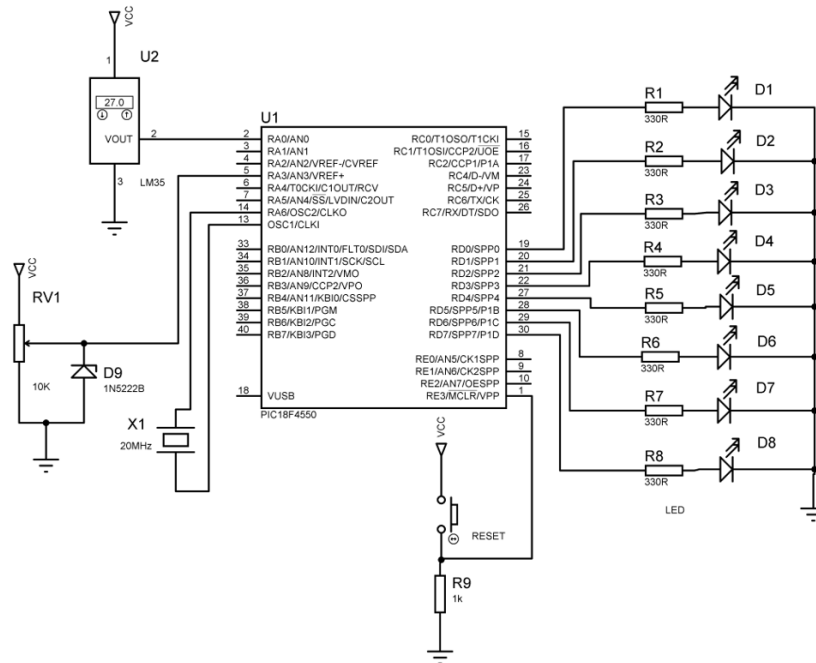 VCC
1
U2
27.0
VOUT
2
3
LM35
U1
2 RA0/AN0
3 RA1/AN1
4 RA2/AN2/VREF-/CVREF
5 RA3/AN3/VREF+
6 RA4/T0CKI/C1OUT/RCV
7 RA5/AN4/SS/LVDIN/C2OUT
14 RA6/OSC2/CLKO
13 OSC1/CLKI
33 RB0/AN12/INT0/FLT0/SDI/SDA
34 RB1/AN10/INT1/SCK/SCL
35 RB2/AN8/INT2/VMO
36 RB3/AN9/CCP2/VPO
37 RB4/AN11/KBI0/CSSPP
38 RB5/KBI1/PGM
39 RB6/KBI2/PGC
40 RB7/KBI3/PGD
18 VUSB
RC0/T1OSO/T1CKI 15
RC1/T1OSI/CCP2/UOE 16
RC2/CCP1/P1A 17
RC4/D-/VM 23
RC5/D+/VP 24
RC6/TX/CK 25
RC7/RX/DT/SDO 26
RD0/SPP0 19
RD1/SPP1 20
RD2/SPP2 21
RD3/SPP3 22
RD4/SPP4 27
RD5/SPP5/P1B 28
RD6/SPP6/P1C 29
RD7/SPP7/P1D 30
RE0/AN5/CK1SPP 8
RE1/AN6/CK2SPP 9
RE2/AN7/OESPP 10
RE3/MCLR/VPP 1
PIC18F4550
VCC
RV1
10K
D9
1N5222B
X1
20MHz
VCC
RESET
R9
1k
R1
330R
D1
R2
330R
D2
R3
330R
D3
R4
330R
D4
R5
330R
D5
R6
330R
D6
R7
330R
D7
R8
330R
D8
LED